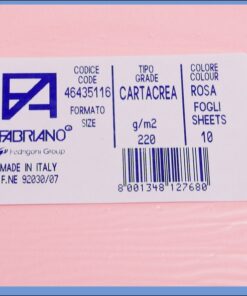 CODICE
CODE
46435116
FORMATO
SIZE
TIPO
GRADE
CARTACREA
g/m2
220
COLORE
COLOUR
ROSA
FOGLI
SHEETS
10
FABRIANO
Fedrigoni Group
MADE IN ITALY
F.NE 92030/07
8 001348 127680